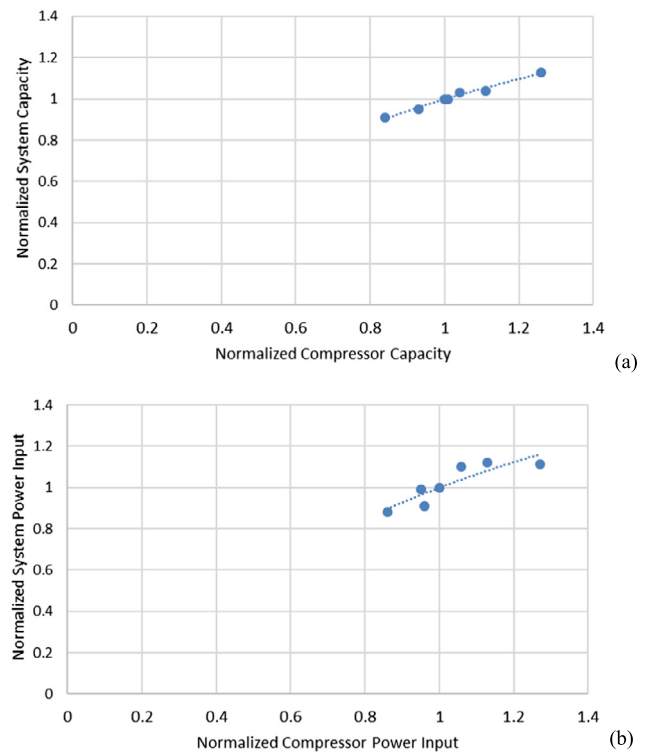 1.4
1.2
1
0.8
0.6
0.4
0.2
0
Normalized System Capacity
0 0.2 0.4 0.6 0.8 1 1.2 1.4
Normalized Compressor Capacity
(a)
1.4
1.2
1
0.8
0.6
0.4
0.2
0
Normalized System Power Input
0 0.2 0.4 0.6 0.8 1 1.2 1.4
Normalized Compressor Power Input
(b)